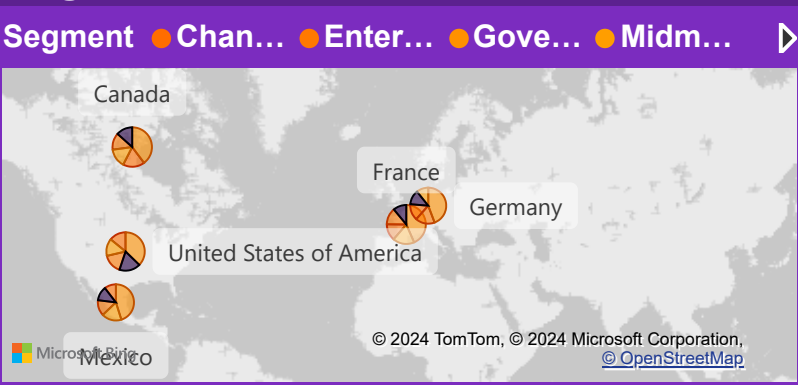 Segment Chan... Enter... Gove... Midm...
Canada
France
Germany
United States of America
Mexico
Microsoft Bing
© 2024 TomTom, © 2024 Microsoft Corporation,
© OpenStreetMap